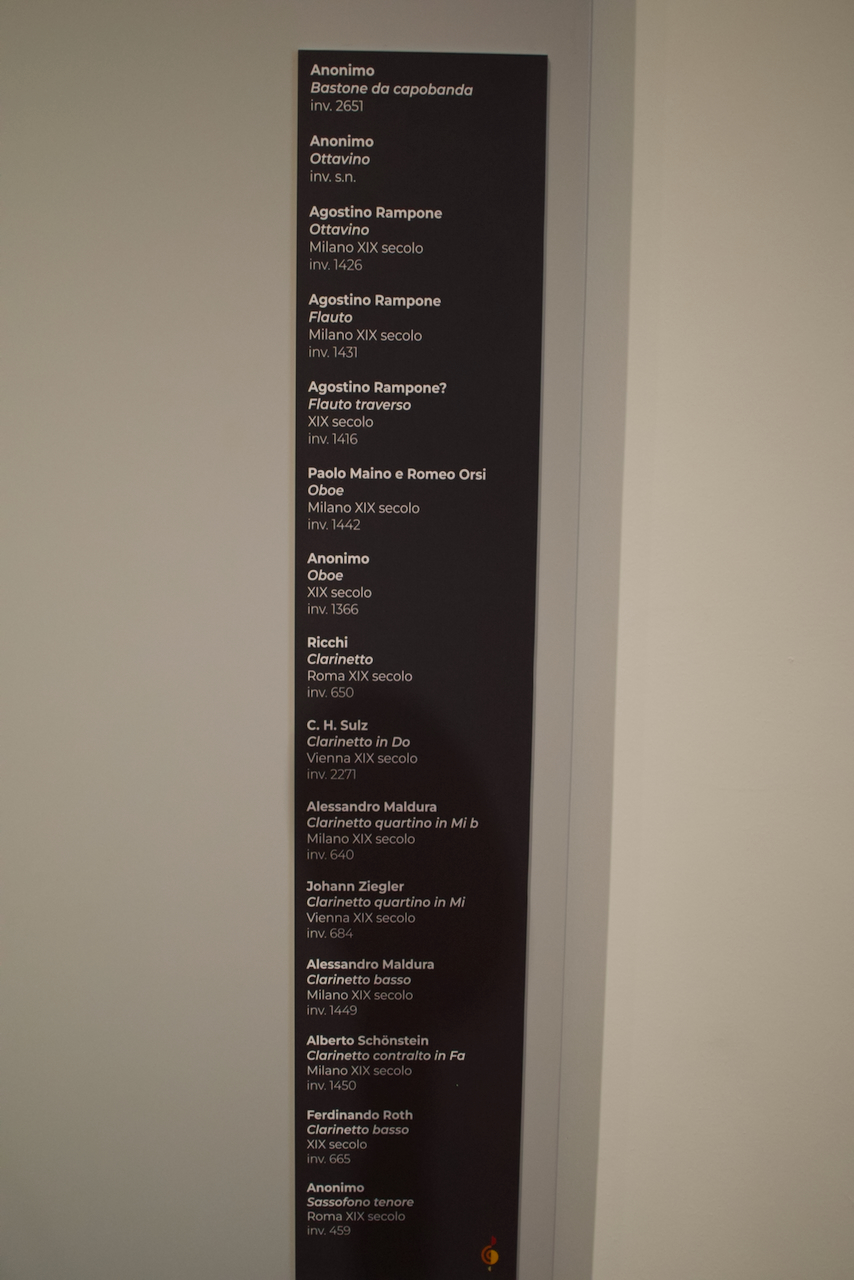 Anonimo
Bastone da capobanda
inv. 2651
Anonimo
Ottavino
inv. s.n.
Agostino Rampone
Ottavino
Milano XIX secolo
inv. 1426
Agostino Rampone
Flauto
Milano XIX secolo
inv. 1431
Agostino Rampone?
Flauto traverso
XIX secolo
inv. 1416
Paolo Maino e Romeo Orsi
Oboe
Milano XIX secolo
inv. 1442
Anonimo
Oboe
XIX secolo
inv. 1366
Ricchi
Clarinetto
Roma XIX secolo
inv. 650
C. H. Sulz
Clarinetto in Do
Vienna XIX secolo
inv. 2271
Alessandro Maldura
Clarinetto quartino in Mi b
Milano XIX secolo
inv. 640
Johann Ziegler
Clarinetto quartino in Mi
Vienna XIX secolo
inv. 684
Alessandro Maldura
Clarinetto basso
Milano XIX secolo
inv. 1449
Alberto Schönstein
Clarinetto contralto in Fa
Milano XIX secolo
inv. 1450
Ferdinando Roth
Clarinetto basso
XIX secolo
inv. 665
Anonimo
Sassofono tenore
Roma XIX secolo
inv. 459